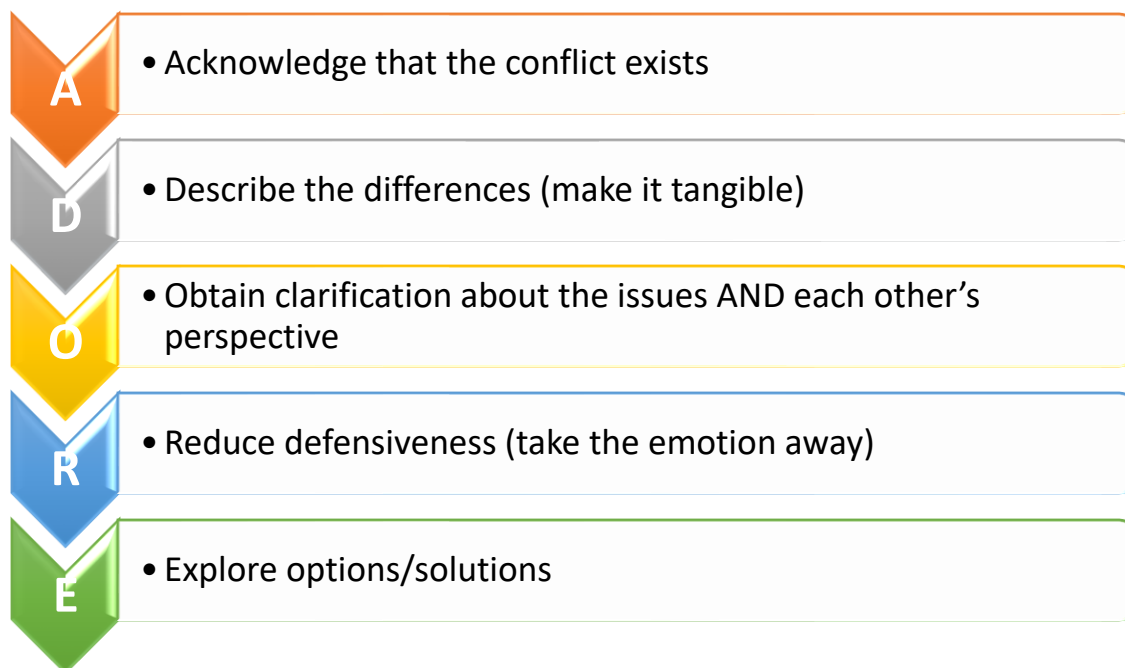 A
• Acknowledge that the conflict exists
D
• Describe the differences (make it tangible)
O
• Obtain clarification about the issues AND each other’s
perspective
R
• Reduce defensiveness (take the emotion away)
E
• Explore options/solutions